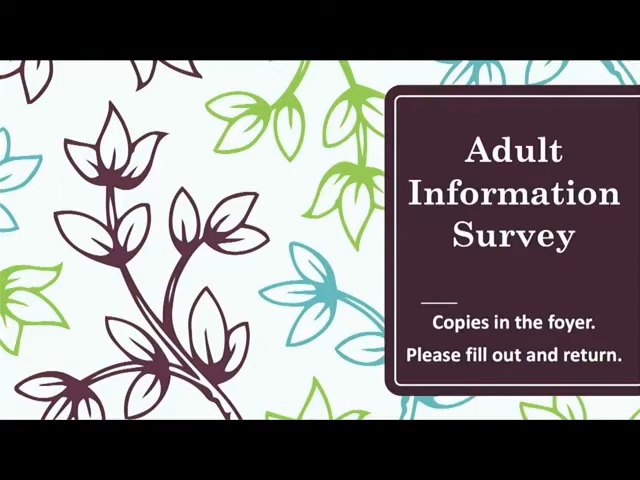 Adult
Information
Survey
Copies in the foyer.
Please fill out and return.